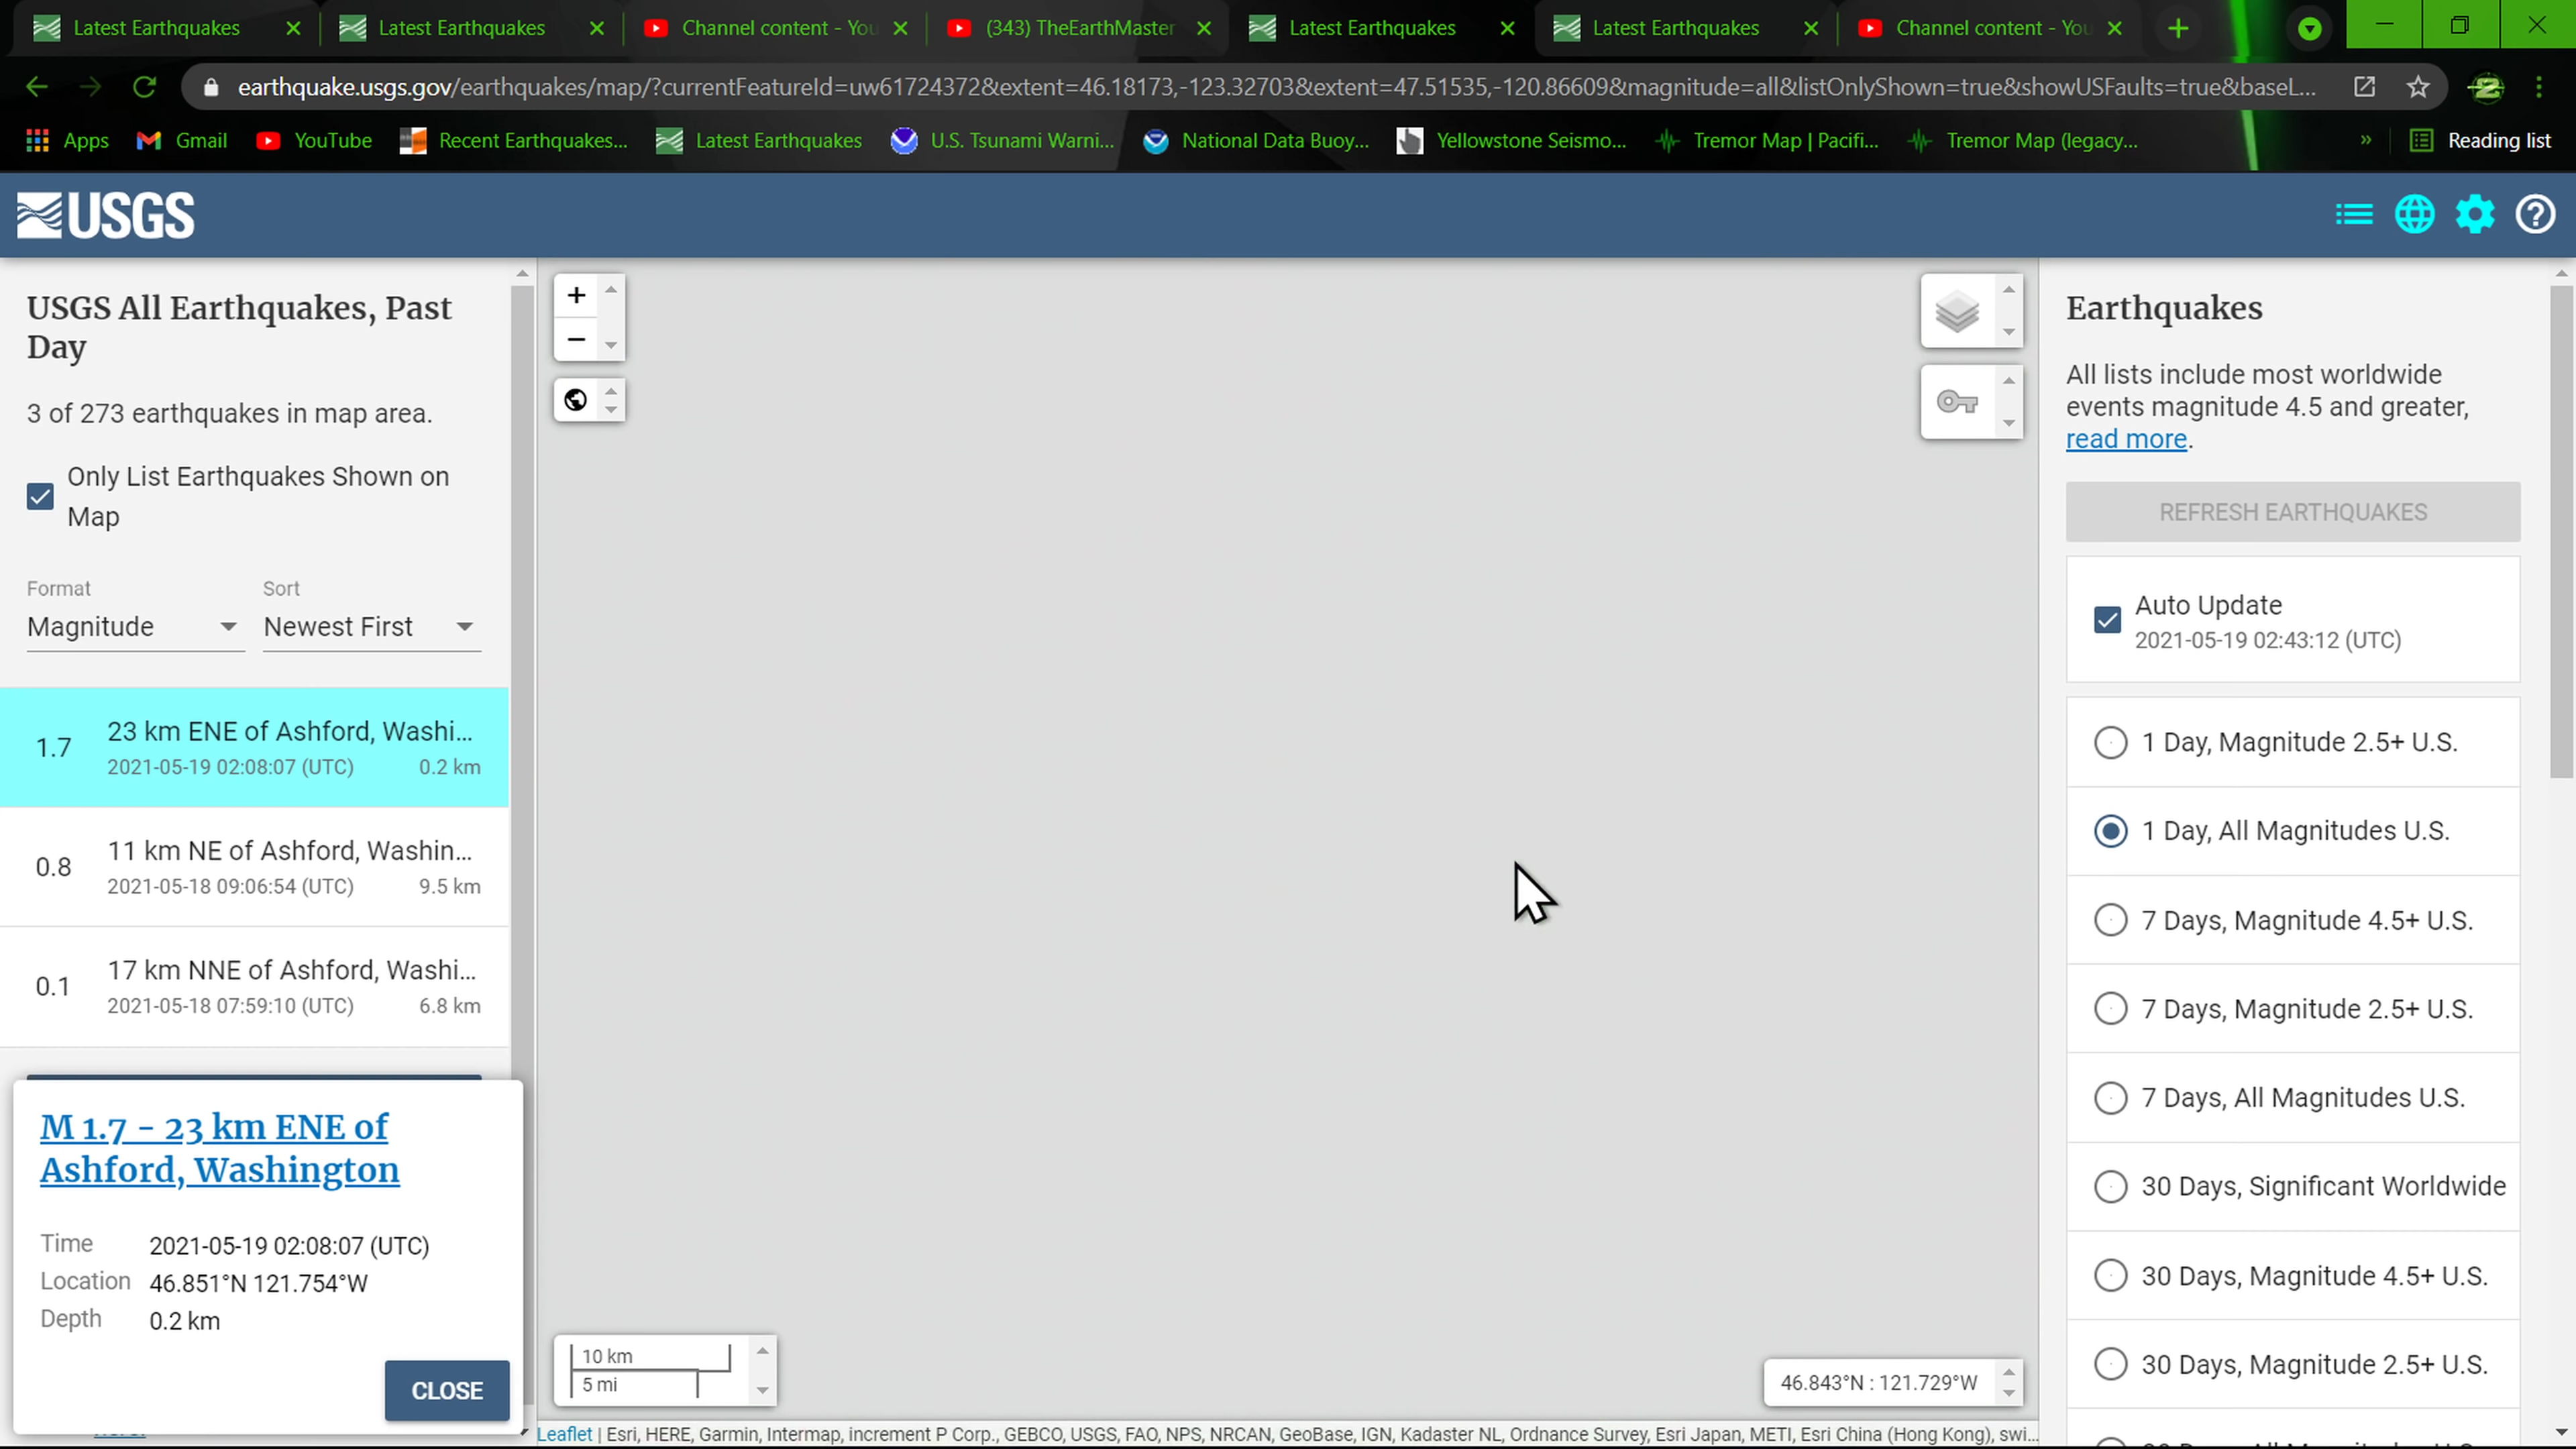 Latest Earthquakes
Latest Earthquakes
Channel content - You
(343) TheEarthMaster
Latest Earthquakes
Latest Earthquakes
Channel content - You
earthquake.usgs.gov/earthquakes/map/?currentFeatureId=uw61724372&extent=46.18173,-123.32703&extent=47.51535,-120.86609&magnitude=all&listOnlyShown=true&showUSFaults=true&baseL...
Apps
Gmail
YouTube
Recent Earthquakes...
Latest Earthquakes
U.S. Tsunami Warni...
National Data Buoy...
Yellowstone Seismo...
Tremor Map | Pacifi...
Tremor Map (legacy...
»
Reading list
USGS
USGS All Earthquakes, Past
Day
3 of 273 earthquakes in map area.
Only List Earthquakes Shown on
Map
Format
Magnitude
Sort
Newest First
1.7
23 km ENE of Ashford, Washi...
2021-05-19 02:08:07 (UTC) 0.2 km
0.8
11 km NE of Ashford, Washin...
2021-05-18 09:06:54 (UTC) 9.5 km
0.1
17 km NNE of Ashford, Washi...
2021-05-18 07:59:10 (UTC) 6.8 km
M 1.7 - 23 km ENE of
Ashford, Washington
Time 2021-05-19 02:08:07 (UTC)
Location 46.851°N 121.754°W
Depth 0.2 km
CLOSE
+
−
10 km
5 mi
46.843°N : 121.729°W
Leaflet | Esri, HERE, Garmin, Intermap, increment P Corp., GEBCO, USGS, FAO, NPS, NRCAN, GeoBase, IGN, Kadaster NL, Ordnance Survey, Esri Japan, METI, Esri China (Hong Kong), swi...
Earthquakes
All lists include most worldwide
events magnitude 4.5 and greater,
read more.
REFRESH EARTHQUAKES
Auto Update
2021-05-19 02:43:12 (UTC)
1 Day, Magnitude 2.5+ U.S.
1 Day, All Magnitudes U.S.
7 Days, Magnitude 4.5+ U.S.
7 Days, Magnitude 2.5+ U.S.
7 Days, All Magnitudes U.S.
30 Days, Significant Worldwide
30 Days, Magnitude 4.5+ U.S.
30 Days, Magnitude 2.5+ U.S.